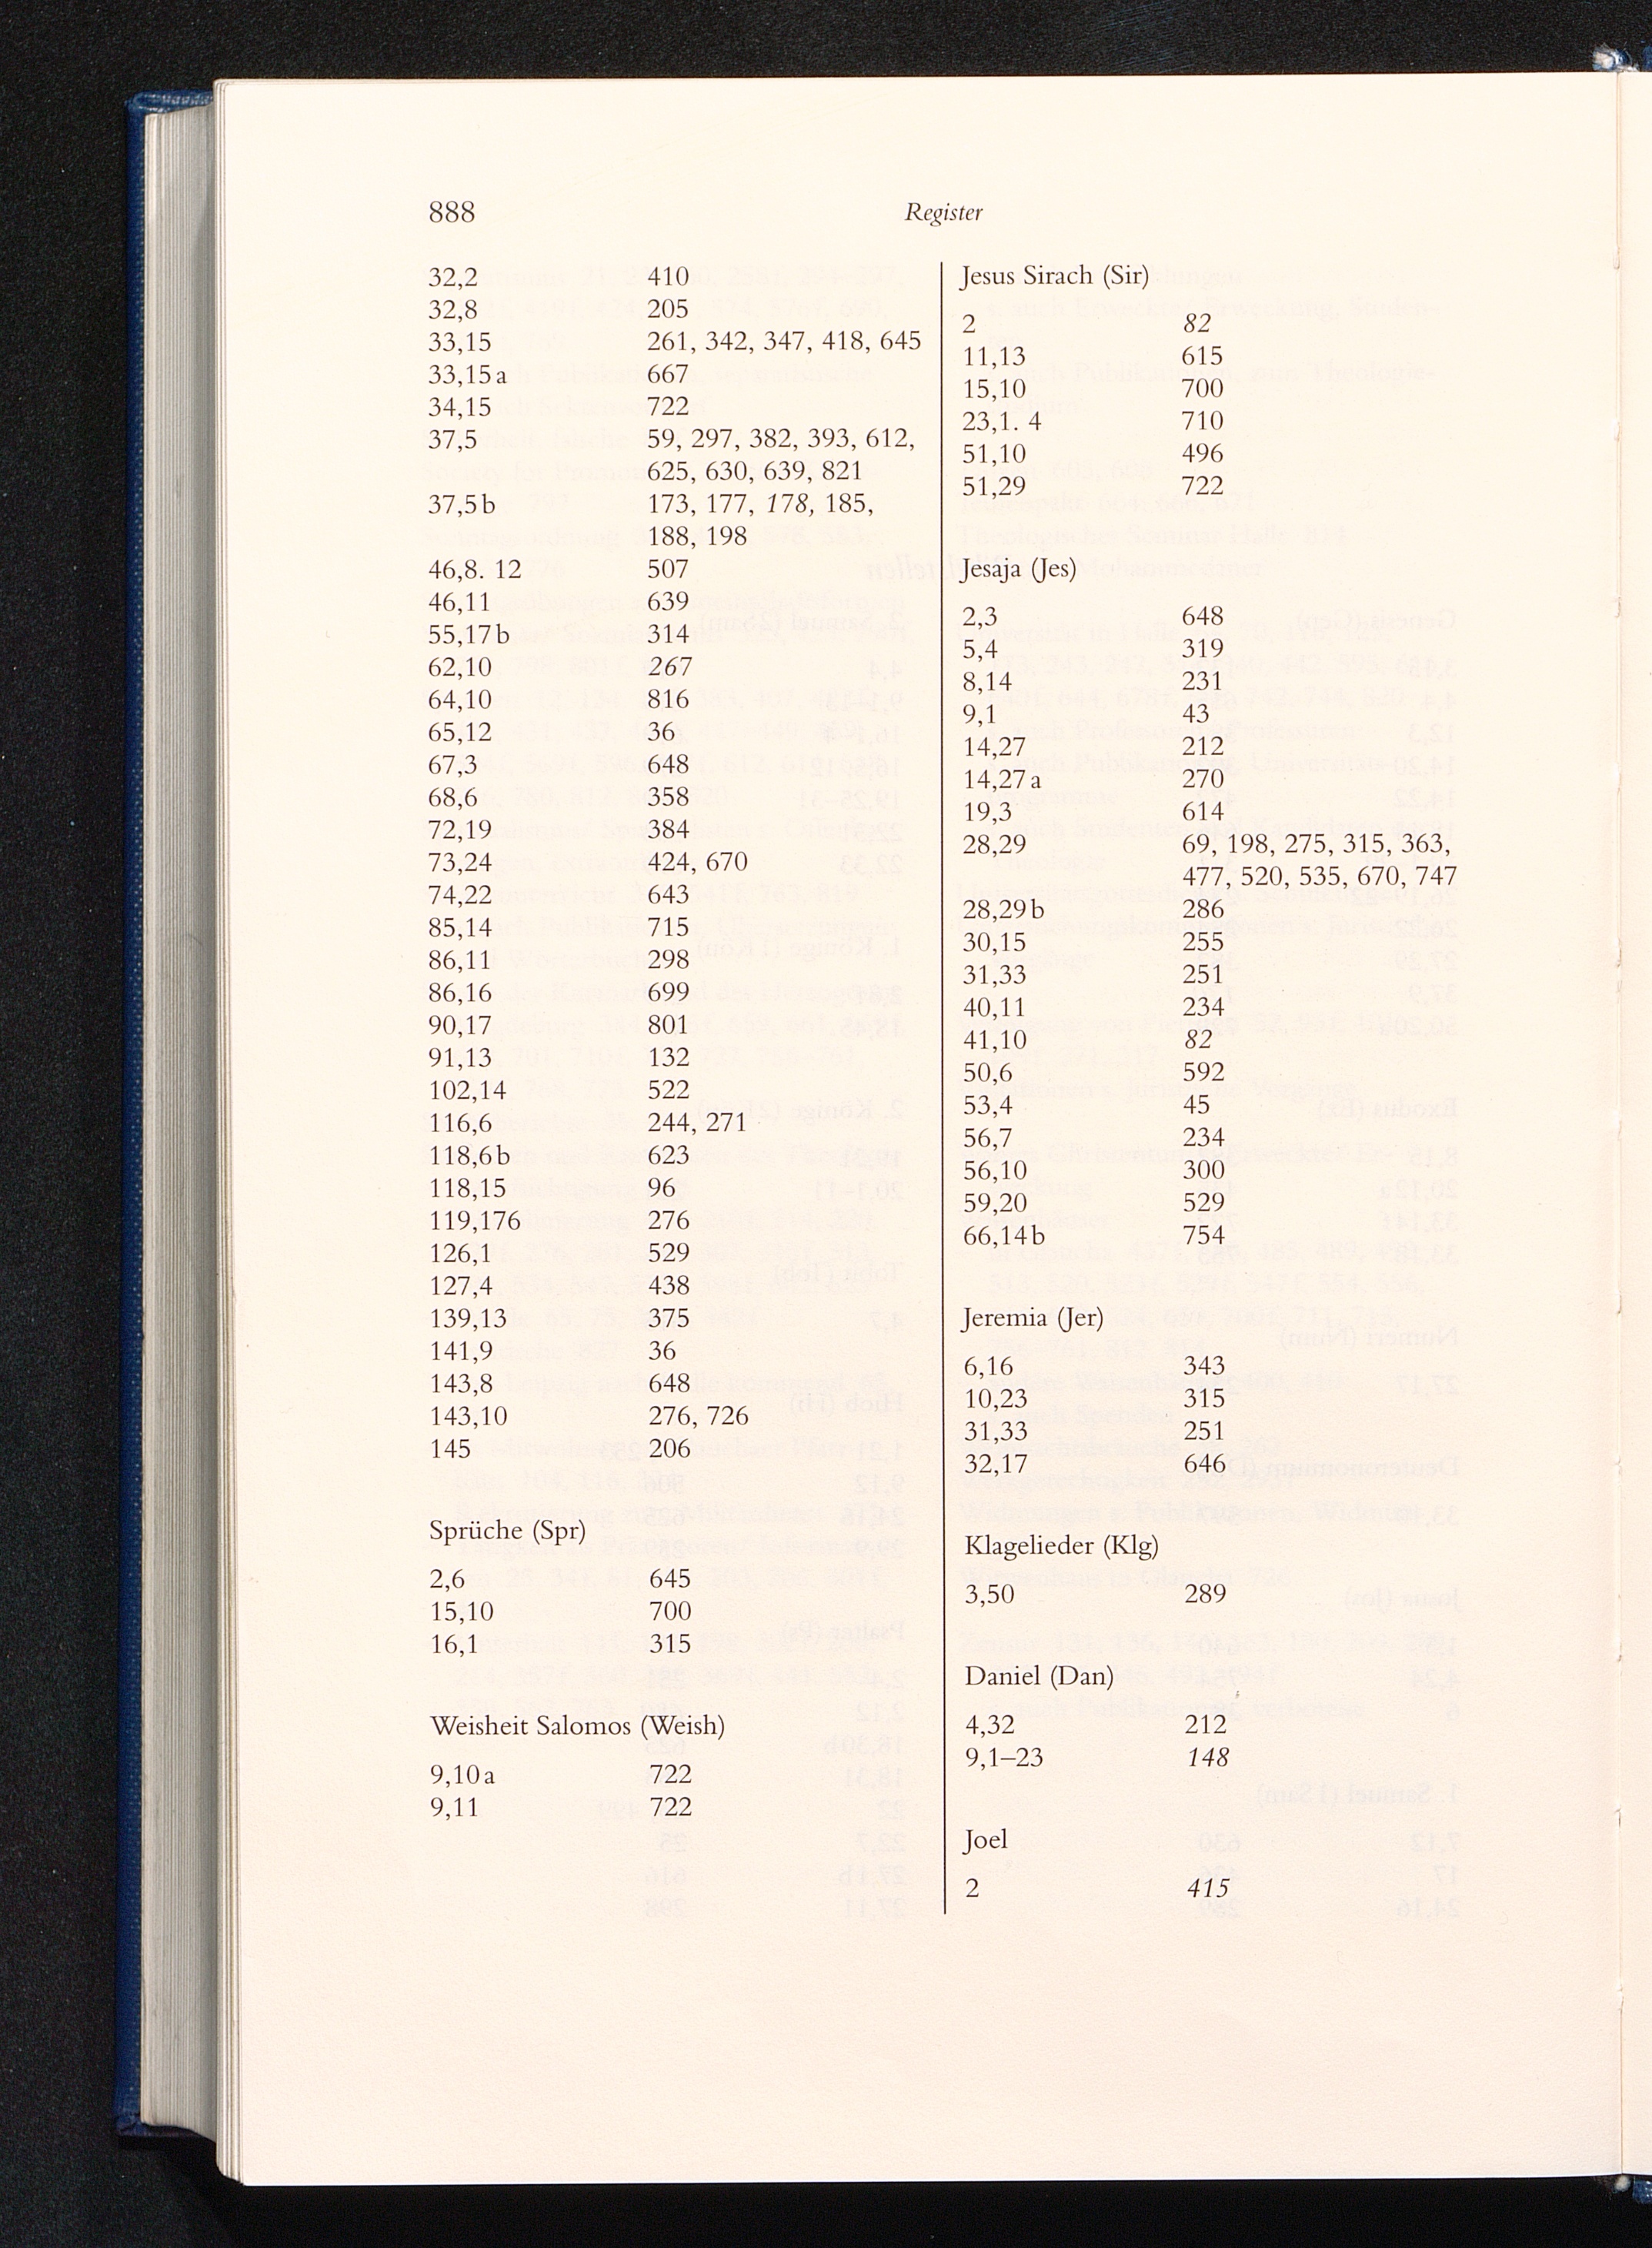 888
Register
32,2 410
32,8 205
33,15 261, 342, 347, 418, 645
33,15a 667
34,15 722
37,5 59, 297, 382, 393, 612,
625, 630, 639, 821
37,5b 173, 177, 178, 185,
188, 198
46,8. 12 507
46,11 639
55,17b 314
62,10 267
64,10 816
65,12 36
67,3 648
68,6 358
72,19 384
73,24 424, 670
74,22 643
85,14 715
86,11 298
86,16 699
90,17 801
91,13 132
102,14 522
116,6 244, 271
118,6b 623
118,15 96
119,176 276
126,1 529
127,4 438
139,13 375
141,9 36
143,8 648
143,10 276, 726
145 206
Sprüche (Spr)
2,6 645
15,10 700
16,1 315
Weisheit Salomos (Weish)
9,10a 722
9,11 722
Jesus Sirach (Sir)
2 82
11,13 615
15,10 700
23,1. 4 710
51,10 496
51,29 722
Jesaja (Jes)
2,3 648
5,4 319
8,14 231
9,1 43
14,27 212
14,27a 270
19,3 614
28,29 69, 198, 275, 315, 363,
477, 520, 535, 670, 747
28,29b 286
30,15 255
31,33 251
40,11 234
41,10 82
50,6 592
53,4 45
56,7 234
56,10 300
59,20 529
66,14b 754
Jeremia (Jer)
6,16 343
10,23 315
31,33 251
32,17 646
Klagelieder (Klg)
3,50 289
Daniel (Dan)
4,32 212
9,1–23 148
Joel
2 415